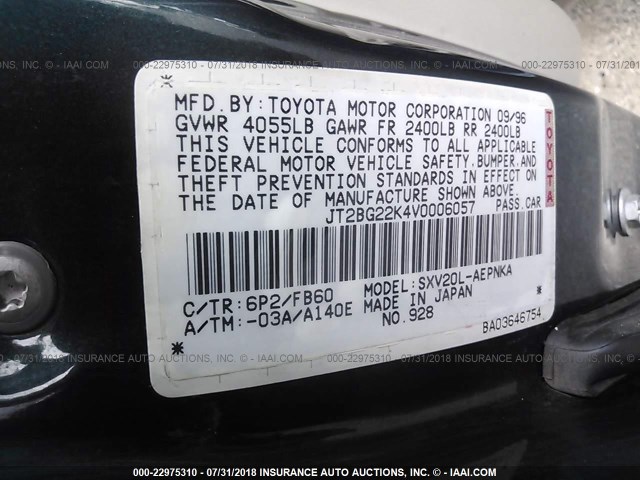 000-22975310 - 07/31/2018 INSURANCE AUTO AUCTIONS CORP. - © - IAAI.COM
MFD. BY: TOYOTA MOTOR CORPORATION 09/96
GVWR 4055LB GAWR FR 2400LB RR 2400LB
THIS VEHICLE CONFORMS TO ALL APPLICABLE
FEDERAL MOTOR VEHICLE SAFETY, BUMPER, AND
THEFT PREVENTION STANDARDS IN EFFECT ON
THE DATE OF MANUFACTURE SHOWN ABOVE.
JT2BG22K4V0006057 PASS.CAR
TOYOTA
C/TR: 6P2/FB60 MODEL: SXV20L-AEPNKA
A/TM: -03A/A140E MADE IN JAPAN
NO.928 BA03646754
000-22975310 - 07/31/2018 INSURANCE AUTO AUCTIONS CORP. - © - IAAI.COM